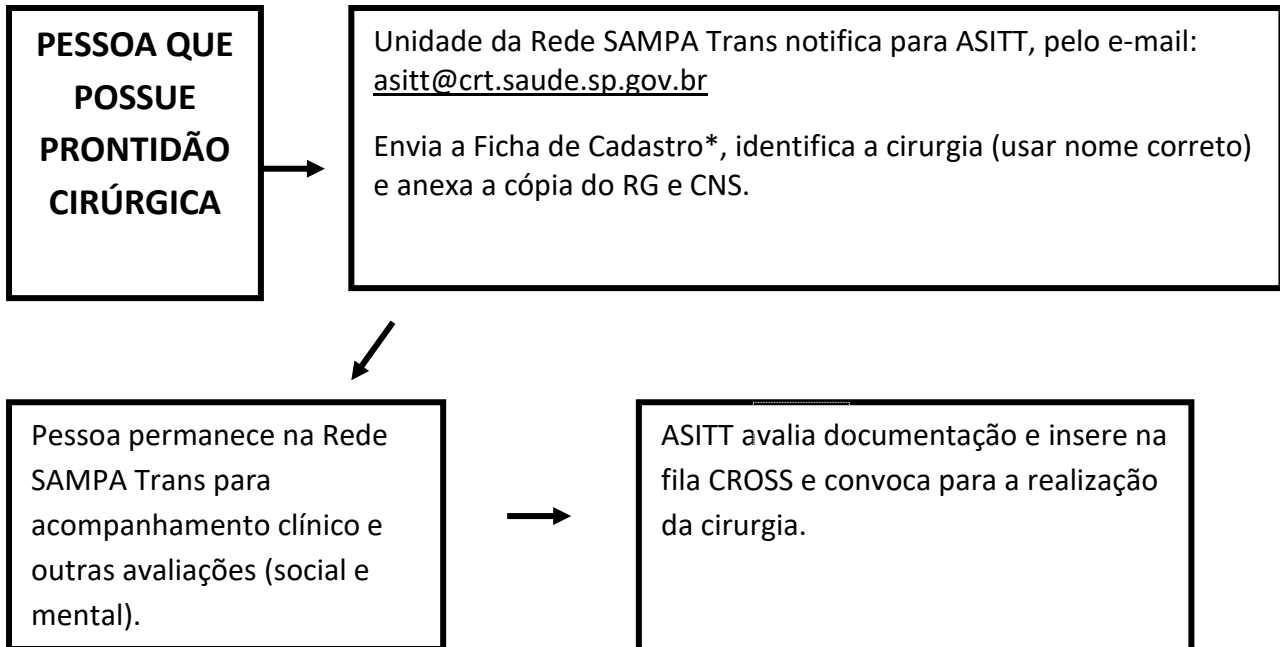 PESSOA QUE
POSSUE
PRONTIDÃO
CIRÚRGICA
Unidade da Rede SAMPA Trans notifica para ASITT, pelo e-mail:
asitt@crt.saude.sp.gov.br
Envia a Ficha de Cadastro*, identifica a cirurgia (usar nome correto)
e anexa a cópia do RG e CNS.
Pessoa permanece na Rede
SAMPA Trans para
acompanhamento clínico e
outras avaliações (social e
mental).
ASITT avalia documentação e insere na
fila CROSS e convoca para a realização
da cirurgia.